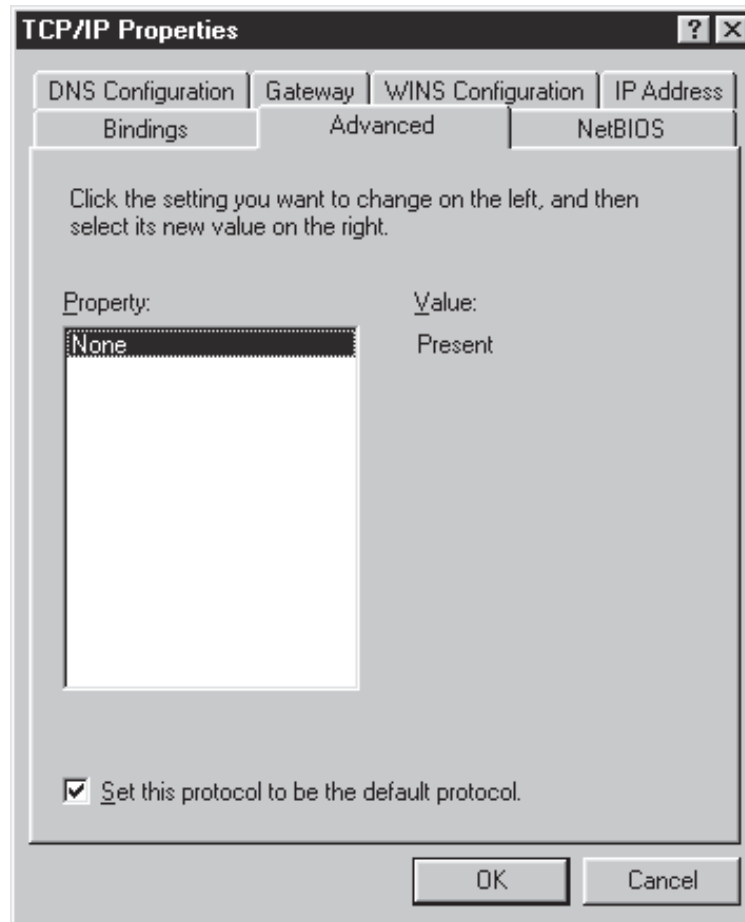 TCP/IP Properties
DNS Configuration Gateway WINS Configuration IP Address
Bindings Advanced NetBIOS
Click the setting you want to change on the left, and then
select its new value on the right.
Property: Value:
None Present
Set this protocol to be the default protocol.
OK Cancel